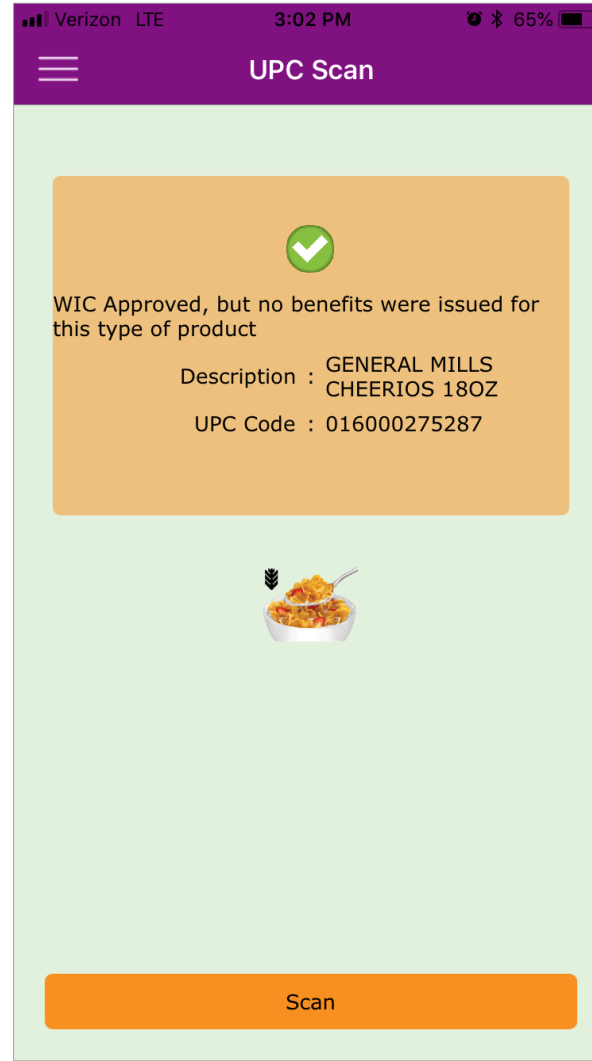 Verizon LTE 3:02 PM 65%
UPC Scan
WIC Approved, but no benefits were issued for
this type of product
Description : GENERAL MILLS
CHEERIOS 18OZ
UPC Code : 016000275287
Scan